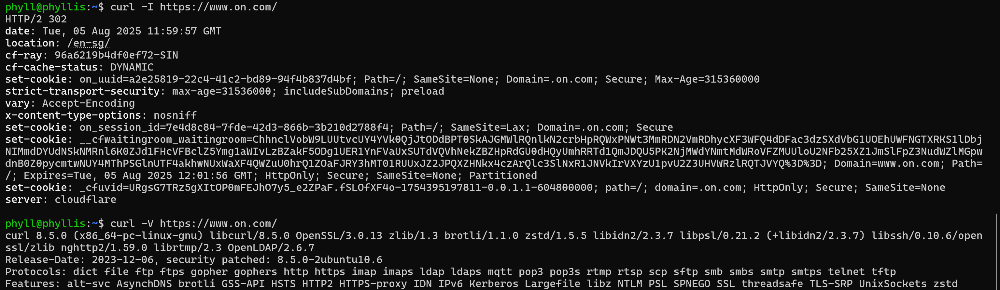 phyll@phyllis:~$ curl -I https://www.on.com/
HTTP/2 302
date: Tue, 05 Aug 2025 11:59:57 GMT
location: /en-sg/
cf-ray: 96a6219b4df0ef72-SIN
cf-cache-status: DYNAMIC
set-cookie: on_uuid=a2e25819-22c4-41c2-bd89-94f4b837d4bf; Path=/; SameSite=None; Domain=.on.com; Secure; Max-Age=315360000
strict-transport-security: max-age=31536000; includeSubDomains; preload
vary: Accept-Encoding
x-content-type-options: nosniff
set-cookie: on_session_id=7e4d8c84-7fde-42d3-866b-3b210d2788f4; Path=/; SameSite=Lax; Domain=.on.com; Secure
set-cookie: __cfwaitingroom_waitingroom=ChhnclVobW9LUUtvcUY4YVk0QjJtODdBPT0SkAJGMWlRQnlkN2crbHpRQWxPNWt3MmRDN2VmRDhycXF3WFQ4dDFac3dzSXdVbG1UOEhUWFNGTXRKS1lDbj
NIMmdDYUdNSkNMRnl6K0ZJd1FHcVFBclZ5Ymg1aWIvLzBZakF5ODg1UER1YnFVaUxSUTdVQVhNekZBZHpRdGU0dHQyUmhRRTd1QmJDQU5PK2NjMWdYNmtMdWRoVFZMUUloU2NFb25XZ1JmSlFpZ3NudWZlMGpw
dnB0Z0pycmtwNUY4MThPSGlnUTF4akhwNUxWaXF4QWZuU0hrQ1ZOaFJRY3hMT01RUUxJZ2JPQXZHNkx4czArQlc3SlNxR1JNVkIrVXYzU1pvU2Z3UHVWRzlRQTJVYQ%3D%3D; Domain=www.on.com; Path=
/; Expires=Tue, 05 Aug 2025 12:01:56 GMT; HttpOnly; Secure; SameSite=None; Partitioned
set-cookie: _cfuvid=URgsG7TRz5gXItOP0mFEJhO7y5_e2ZPaF.fSLOfXF4o-1754395197811-0.0.1.1-604800000; path=/; domain=.on.com; HttpOnly; Secure; SameSite=None
server: cloudflare
phyll@phyllis:~$ curl -V https://www.on.com/
curl 8.5.0 (x86_64-pc-linux-gnu) libcurl/8.5.0 OpenSSL/3.0.13 zlib/1.3 brotli/1.1.0 zstd/1.5.5 libidn2/2.3.7 libpsl/0.21.2 (+libidn2/2.3.7) libssh/0.10.6/open
ssl/zlib nghttp2/1.59.0 librtmp/2.3 OpenLDAP/2.6.7
Release-Date: 2023-12-06, security patched: 8.5.0-2ubuntu10.6
Protocols: dict file ftp ftps gopher gophers http https imap imaps ldap ldaps mqtt pop3 pop3s rtmp rtsp scp sftp smb smbs smtp smtps telnet tftp
Features: alt-svc AsynchDNS brotli GSS-API HSTS HTTP2 HTTPS-proxy IDN IPv6 Kerberos Largefile libz NTLM PSL SPNEGO SSL threadsafe TLS-SRP UnixSockets zstd